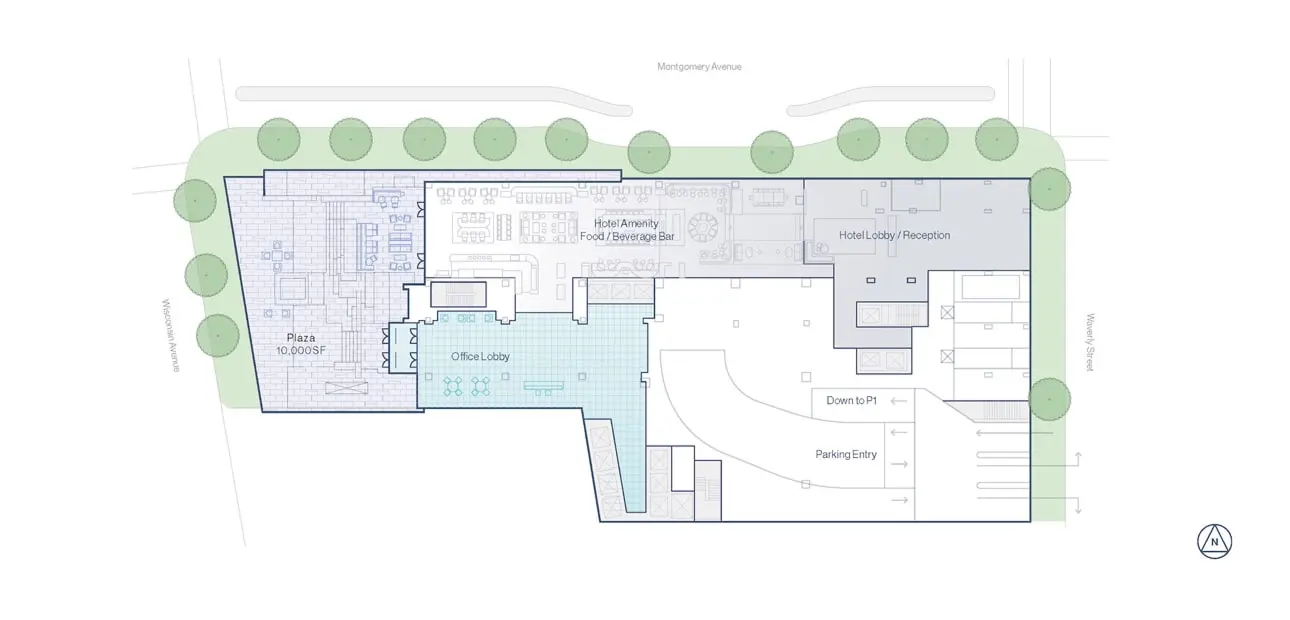 Montgomery Avenue
Hotel Amenity
Food / Beverage Bar
Hotel Lobby / Reception
Wisconsin Avenue
Plaza
10,000SF
Office Lobby
Waverly Street
Down to P1
Parking Entry
N